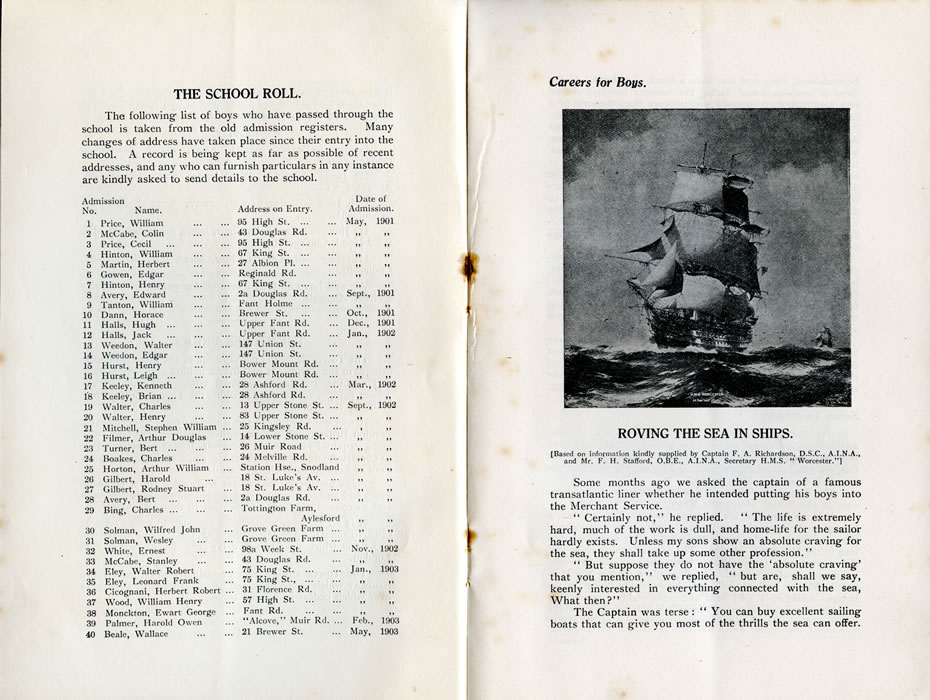 THE SCHOOL ROLL.
The following list of boys who have passed through the
school is taken from the old admission registers. Many
changes of address have taken place since their entry into the
school. A record is being kept as far as possible of recent
addresses, and any who can furnish particulars in any instance
are kindly asked to send details to the school.
Admission Date of
No. Name. Address on Entry. Admission.
1 Price, William ... ... 95 High St. ... ... May, 1901
2 McCabe, Colin ... ... 43 Douglas Rd. ... ,, ,,
3 Price, Cecil ... ... ... 95 High St. ... ... ,, ,,
4 Hinton, William ... ... 67 King St. ... ... ,, ,,
5 Martin, Herbert ... ... 27 Albion Pl. ... ... ,, ,,
6 Gowen, Edgar ... ... Reginald Rd. ... ,, ,,
7 Hinton, Henry ... ... 67 King St. ... ... ,, ,,
8 Avery, Edward ... ... 2a Douglas Rd. ... Sept., 1901
9 Tanton, William ... ... Fant Holme ... ... ,, ,,
10 Dann, Horace ... ... Brewer St. ... ... Oct., 1901
11 Halls, Hugh ... ... ... Upper Fant Rd. ... Dec., 1901
12 Halls, Jack ... ... ... Upper Fant Rd. ... Jan., 1902
13 Weedon, Walter ... ... 147 Union St. ... ,, ,,
14 Weedon, Edgar ... ... 147 Union St. ... ,, ,,
15 Hurst, Henry ... ... Bower Mount Rd. ... ,, ,,
16 Hurst, Leigh ... ... ... Bower Mount Rd. ... ,, ,,
17 Keeley, Kenneth ... ... 28 Ashford Rd. ... Mar., 1902
18 Keeley, Brian ... ... ... 28 Ashford Rd. ... ,, ,,
19 Walter, Charles ... ... 13 Upper Stone St. ... Sept., 1902
20 Walter, Henry ... ... 83 Upper Stone St. ... ,, ,,
21 Mitchell, Stephen William ... 25 Kingsley Rd. ... , ,,
22 Filmer, Arthur Douglas ... 14 Lower Stone St. ... ,, ,,
23 Turner, Bert ... ... ... 26 Muir Road ... ,, ,,
24 Boakes, Charles ... ... 24 Melville Rd. ... ,, ,,
25 Horton, Arthur William ... Station Hse., Snodland ,, ,,
26 Gilbert, Harold ... ... 18 St. Luke's Av. ... ,, ,,
27 Gilbert, Rodney Stuart ... 18 St. Luke's Av. ... ,, ,,
28 Avery, Bert ... ... ... 2a Douglas Rd. ... ,, ,,
29 Bing, Charles ... ... ... Tottington Farm,
Aylesford ,, ,,
30 Solman, Wilfred John ... Grove Green Farm ... ,, ,,
31 Solman, Wesley ... ... Grove Green Farm ... ,, ,,
32 White, Ernest ... ... 98a Week St. ... Nov., 1902
33 McCabe, Stanley ... ... 43 Douglas Rd. ... ,, ,,
34 Eley, Walter Robert ... 75 King St. ... ... Jan., 1903
35 Eley, Leonard Frank ... 75 King St., ... ... ,, ,,
36 Cicognani, Herbert Robert ... 31 Florence Rd. ... ,, ,,
37 Wood, William Henry ... 57 High St. ... ... ,, ,,
38 Monckton, Ewart George ... Fant Rd. ... ... ,, ,,
39 Palmer, Harold Owen ... "Alcove," Muir Rd. ... Feb., 1903
40 Beale, Wallace ... ... 21 Brewer St. ... May, 1903
Careers for Boys.
H.M.S. WORCESTER
ROVING THE SEA IN SHIPS.
[Based on information kindly supplied by Captain F. A. Richardson, D.S.C., A.I.N.A.,
and Mr. F. H. Stafford, O.B.E., A.I.N.A., Secretary H.M.S. "Worcester."]
Some months ago we asked the captain of a famous
transatlantic liner whether he intended putting his boys into
the Merchant Service.
"Certainly not," he replied. "The life is extremely
hard, much of the work is dull, and home-life for the sailor
hardly exists. Unless my sons show an absolute craving for
the sea, they shall take up some other profession."
"But suppose they do not have the 'absolute craving'
that you mention," we replied, "but are, shall we say,
keenly interested in everything connected with the sea,
What then?"
The Captain was terse: "You can buy excellent sailing
boats that can give you most of the thrills the sea can offer.